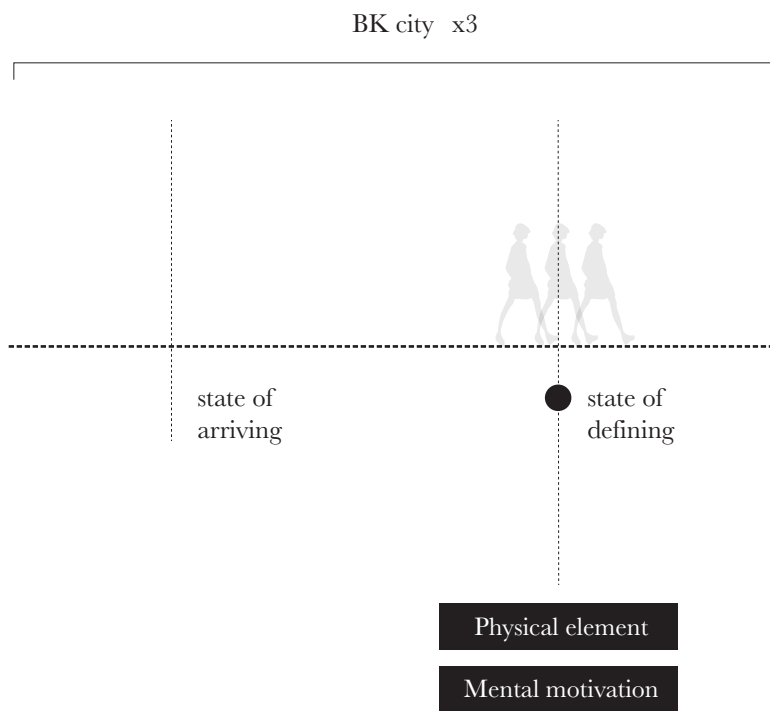 BK city x3
state of
arriving
state of
defining
Physical element
Mental motivation